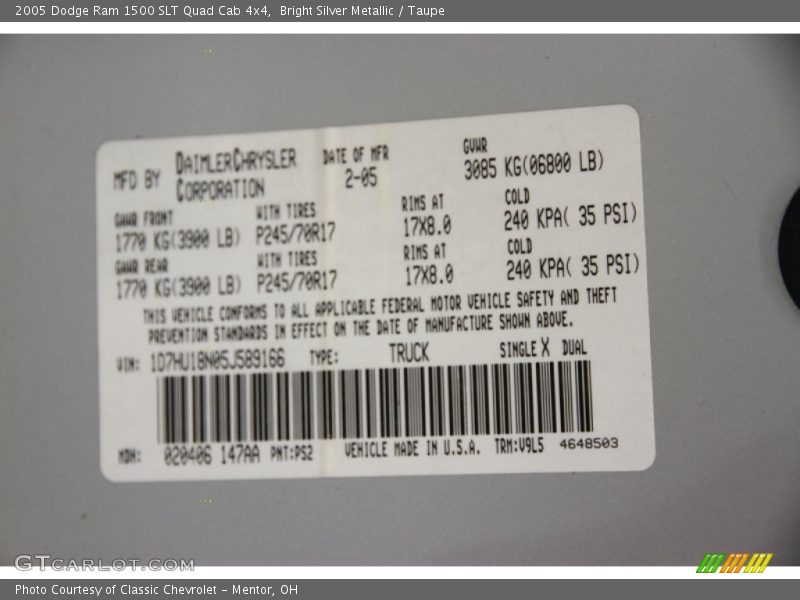 2005 Dodge Ram 1500 SLT Quad Cab 4x4,  Bright Silver Metallic / Taupe
MFD BY DAIMLERCHRYSLER CORPORATION DATE OF MFR 2-05 GVWR 3085 KG(06800 LB)
GAWR FRONT WITH TIRES RIMS AT COLD
1770 KG(3900 LB) P245/70R17 17X8.0 240 KPA( 35 PSI)
GAWR REAR WITH TIRES RIMS AT COLD
1770 KG(3900 LB) P245/70R17 17X8.0 240 KPA( 35 PSI)
THIS VEHICLE CONFORMS TO ALL APPLICABLE FEDERAL MOTOR VEHICLE SAFETY AND THEFT
PREVENTION STANDARDS IN EFFECT ON THE DATE OF MANUFACTURE SHOWN ABOVE.
VIN: 1D7HU18N05J589166 TYPE: TRUCK SINGLE X DUAL
MDH: 020406 147AA PNT:PS2 VEHICLE MADE IN U.S.A. TRM:V9L5 4648503
GTCARLOT.COM
Photo Courtesy of Classic Chevrolet - Mentor, OH